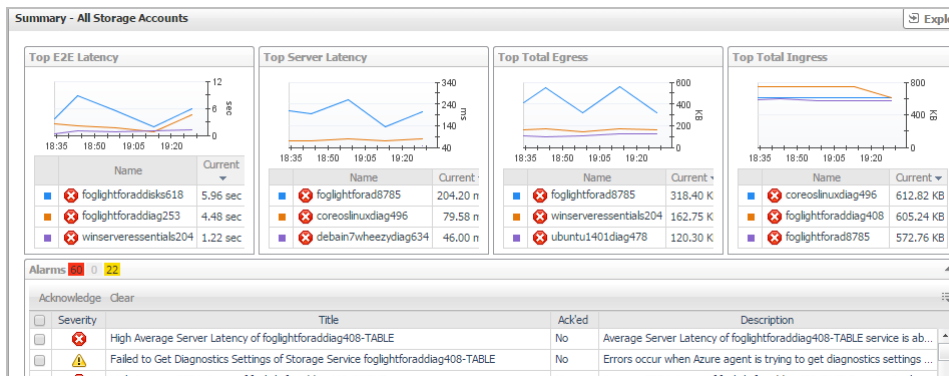 Summary - All Storage Accounts
Explo
Top E2E Latency
12
6
0
sec
18:35 18:50 19:05 19:20
Name Current
foglightforaddisks618 5.96 sec
foglightforaddiag253 4.48 sec
winserveressentials204 1.22 sec
Top Server Latency
340
240
140
40
ms
18:35 18:50 19:05 19:20
Name Current
foglightforad8785 204.20 m
coreoslinuxdiag496 79.58 m
debain7wheezydiag634 46.00 m
Top Total Egress
600
400
200
0
KB
18:35 18:50 19:05 19:20
Name Current
foglightforad8785 318.40 K
winserveressentials204 162.75 K
ubuntu1401diag478 120.30 K
Top Total Ingress
800
400
0
KB
18:35 18:50 19:05 19:20
Name Current
coreoslinuxdiag496 612.82 KB
foglightforaddiag408 605.24 KB
foglightforad8785 572.76 KB
Alarms 60 0 22
Acknowledge Clear
Severity Title Ack'ed Description
High Average Server Latency of foglightforaddiag408-TABLE No Average Server Latency of foglightforaddiag408-TABLE service is ab...
Failed to Get Diagnostics Settings of Storage Service foglightforaddiag408-TABLE No Errors occur when Azure agent is trying to get diagnostics settings ...